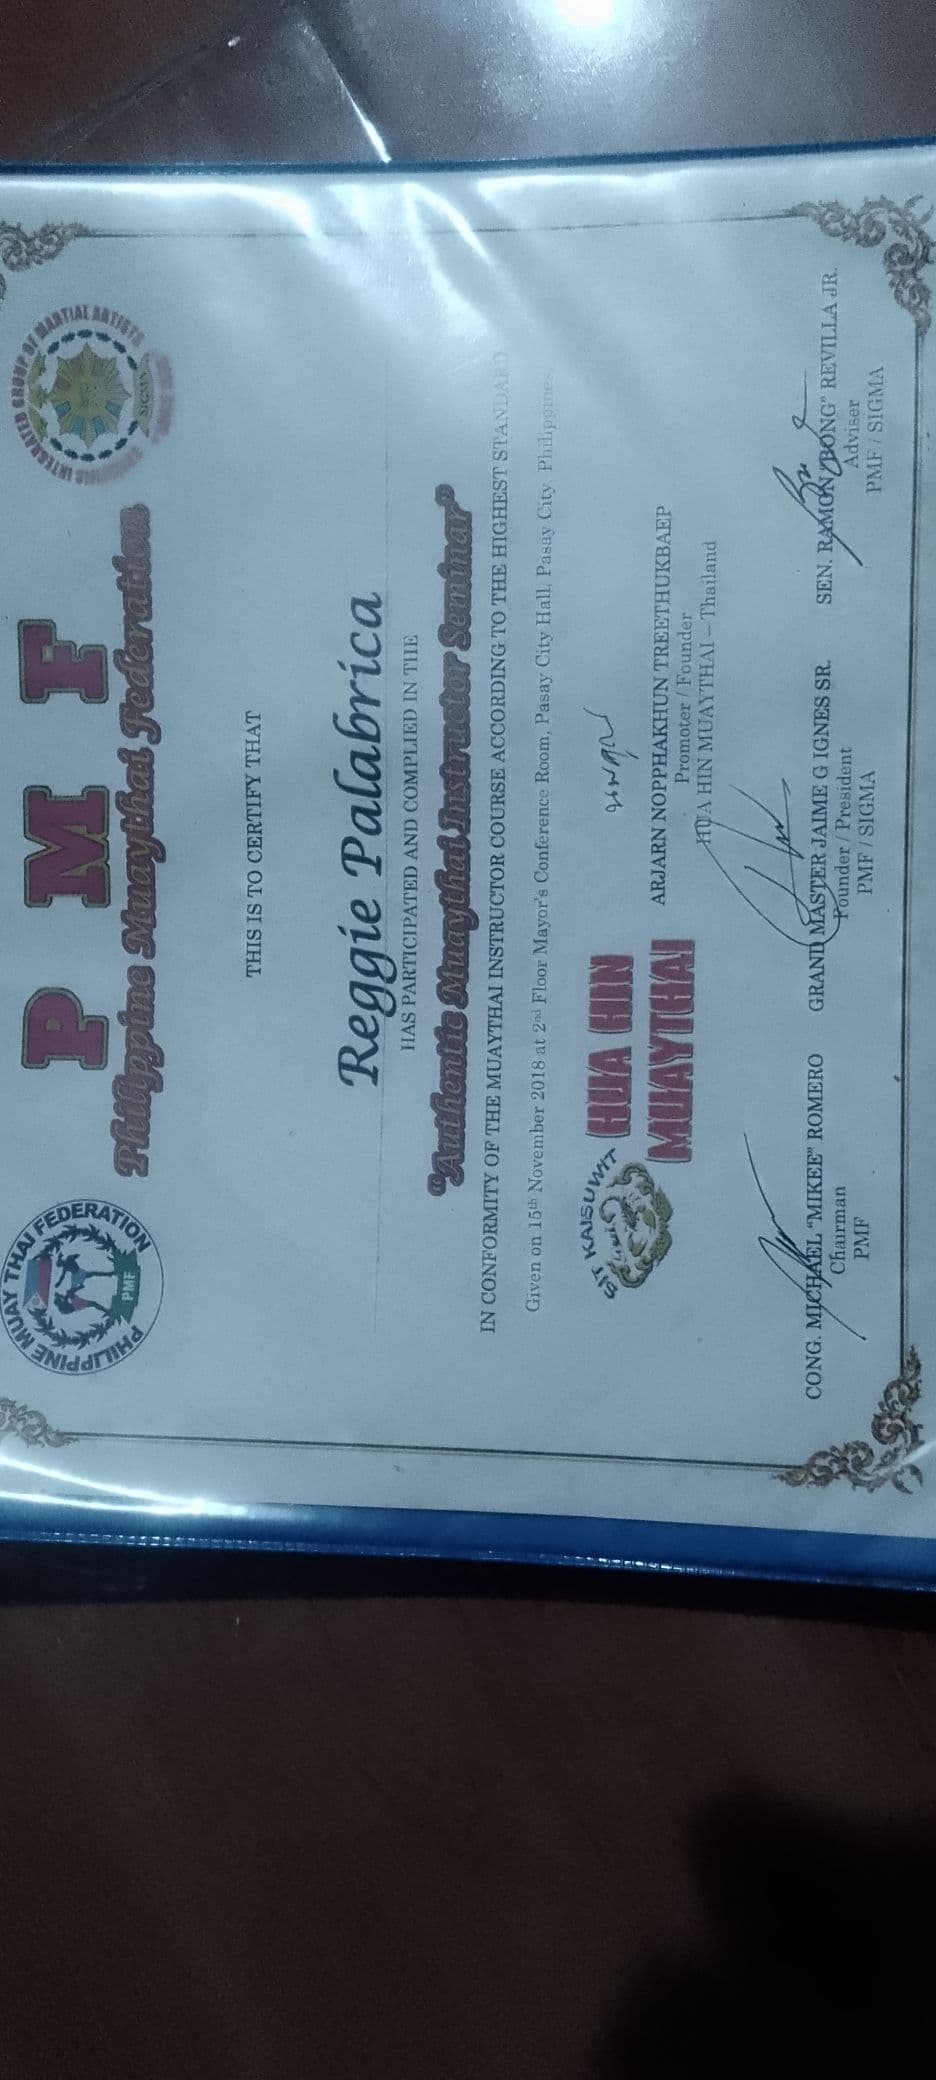 PHILIPPINE MUAY THAI FEDERATION
PMF
P M F
Philippine Muaythai Federation
INTEGRATED GROUP OF MARTIAL ARTISTS
SIGMA
THIS IS TO CERTIFY THAT
Reggie Palabrica
HAS PARTICIPATED AND COMPLIED IN THE
"Authentic Muaythai Instructor Seminar"
IN CONFORMITY OF THE MUAYTHAI INSTRUCTOR COURSE ACCORDING TO THE HIGHEST STANDARD
Given on 15th November 2018 at 2nd Floor Mayor's Conference Room, Pasay City Hall, Pasay City, Philippines
SIT KAISUWIT
HUA HIN
MUAYTHAI
ARJARN NOPPHAKHUN TREETHUKBAEP
Promoter / Founder
HUA HIN MUAYTHAI – Thailand
CONG. MICHAEL "MIKEE" ROMERO
Chairman
PMF
GRAND MASTER JAIME G IGNES SR.
Founder / President
PMF / SIGMA
SEN. RAMON "BONG" REVILLA JR.
Adviser
PMF / SIGMA